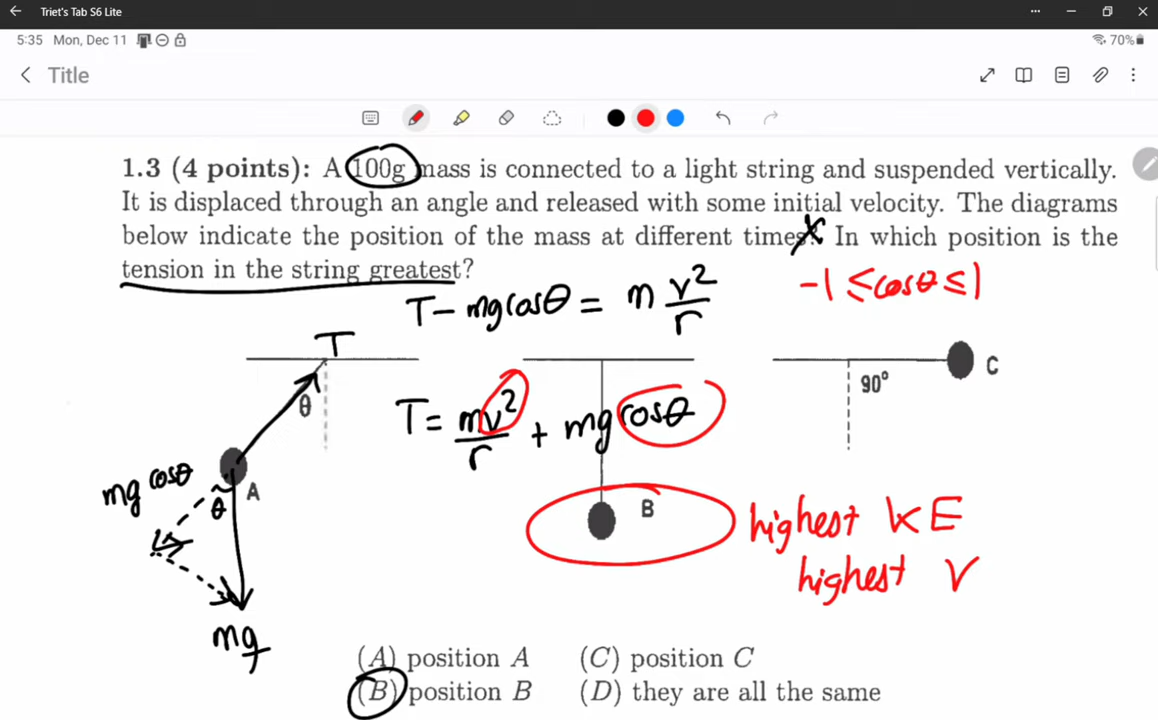 Triet's Tab S6 Lite
5:35 Mon, Dec 11
70%
Title
1.3 (4 points): A 100g mass is connected to a light string and suspended vertically.
It is displaced through an angle and released with some initial velocity. The diagrams
below indicate the position of the mass at different times. In which position is the
tension in the string greatest?
T - mg cosθ = m v²/r
-1 ≤ cosθ ≤ 1
T
θ
T = mv²/r + mg cosθ
90°
C
mg cosθ
θ
A
mg
B
highest KE
highest V
(A) position A (C) position C
(B) position B (D) they are all the same